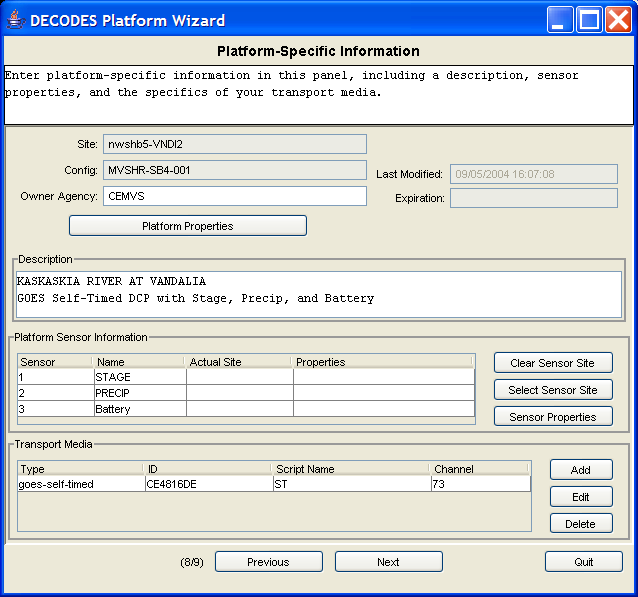 DECODES Platform Wizard
Platform-Specific Information
Enter platform-specific information in this panel, including a description, sensor
properties, and the specifics of your transport media.
Site: nwshb5-VNDI2
Config: MVSHR-SB4-001
Last Modified: 09/05/2004 16:07:08
Owner Agency: CEMVS
Expiration:
Platform Properties
Description
KASKASKIA RIVER AT VANDALIA
GOES Self-Timed DCP with Stage, Precip, and Battery
Platform Sensor Information
Sensor Name Actual Site Properties
1 STAGE
2 PRECIP
3 Battery
Clear Sensor Site
Select Sensor Site
Sensor Properties
Transport Media
Type ID Script Name Channel
goes-self-timed CE4816DE ST 73
Add
Edit
Delete
(8/9) Previous Next Quit